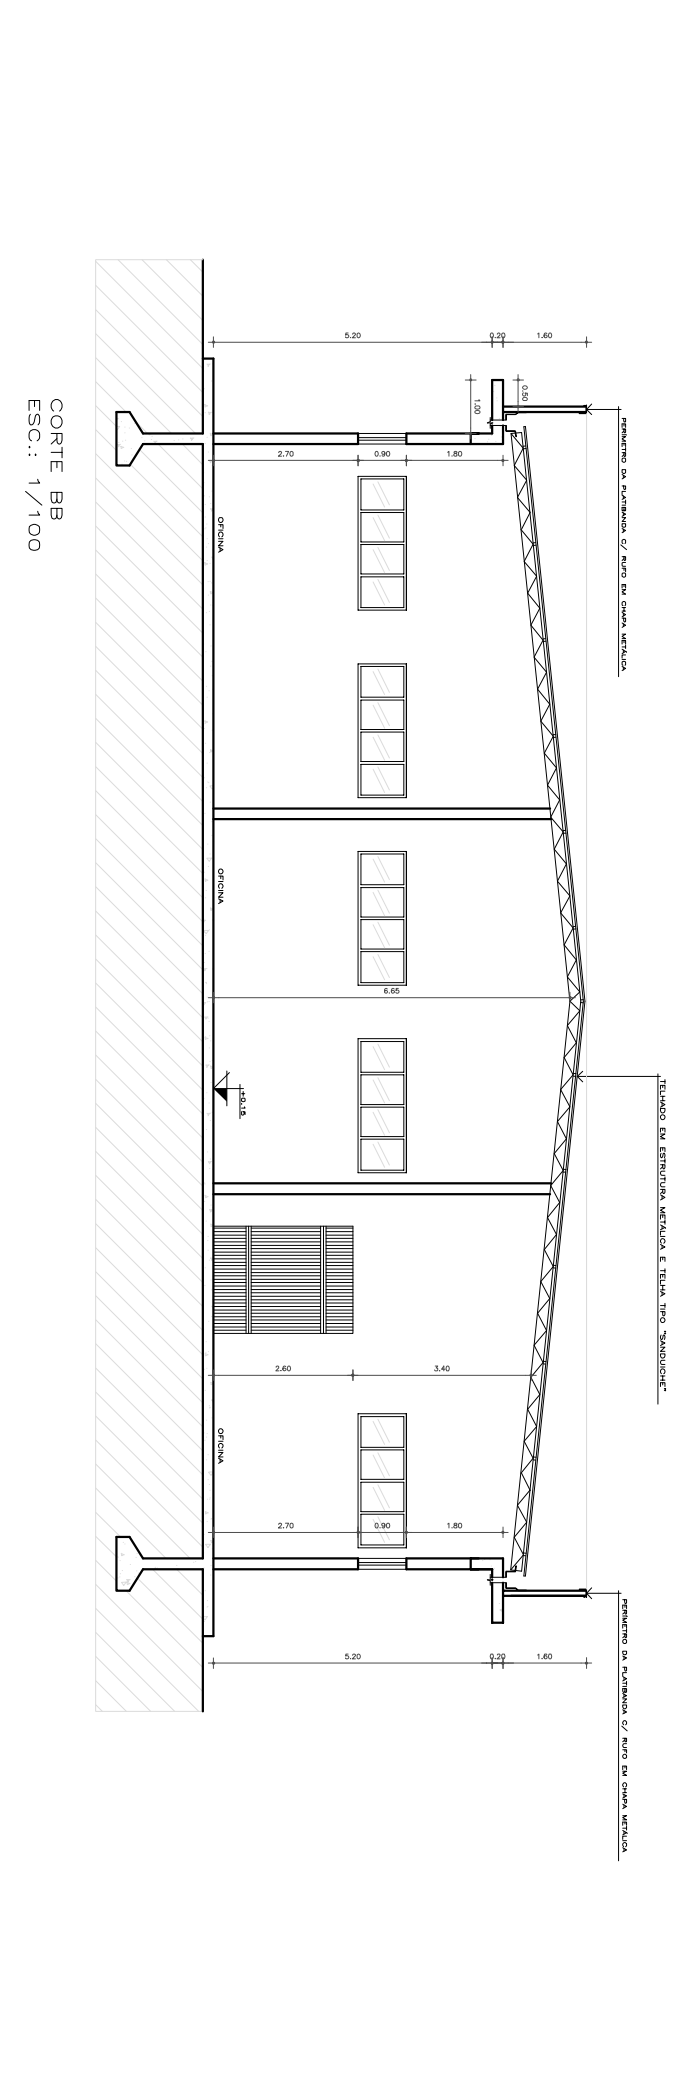 TELHADO EM ESTRUTURA METÁLICA E TELHA TIPO "SANDUICHE"
PERÍMETRO DA PLATIBANDA C/ RUFO EM CHAPA METÁLICA
PERÍMETRO DA PLATIBANDA C/ RUFO EM CHAPA METÁLICA
1.60
0.20
5.20
0.50
1.00
1.80
0.90
2.70
6.65
3.40
2.60
1.80
0.90
2.70
1.60
0.20
5.20
+0.15
OFICINA
OFICINA
OFICINA
CORTE BB
ESC.: 1/100